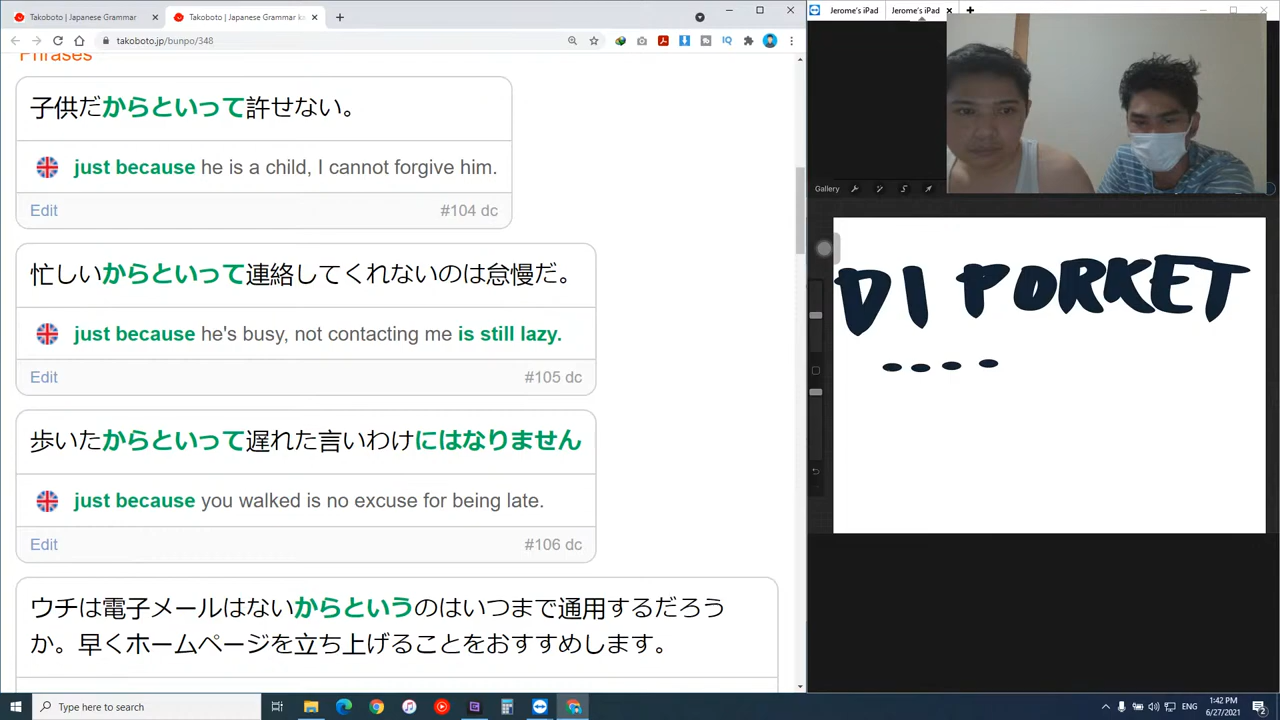 Takoboto | Japanese Grammar
Takoboto | Japanese Grammar ka
takoboto.jp/bunpo/348
Phrases
子供だからといって許せない。
just because he is a child, I cannot forgive him.
Edit
#104 dc
忙しいからといって連絡してくれないのは怠慢だ。
just because he's busy, not contacting me is still lazy.
Edit
#105 dc
歩いたからといって遅れた言いわけにはなりません
just because you walked is no excuse for being late.
Edit
#106 dc
ウチは電子メールはないからというのはいつまで通用するだろう
か。早くホームページを立ち上げることをおすすめします。
Jerome's iPad
Jerome's iPad
Gallery
DI PORKET
....
Type here to search
ENG
1:42 PM
6/27/2021
2